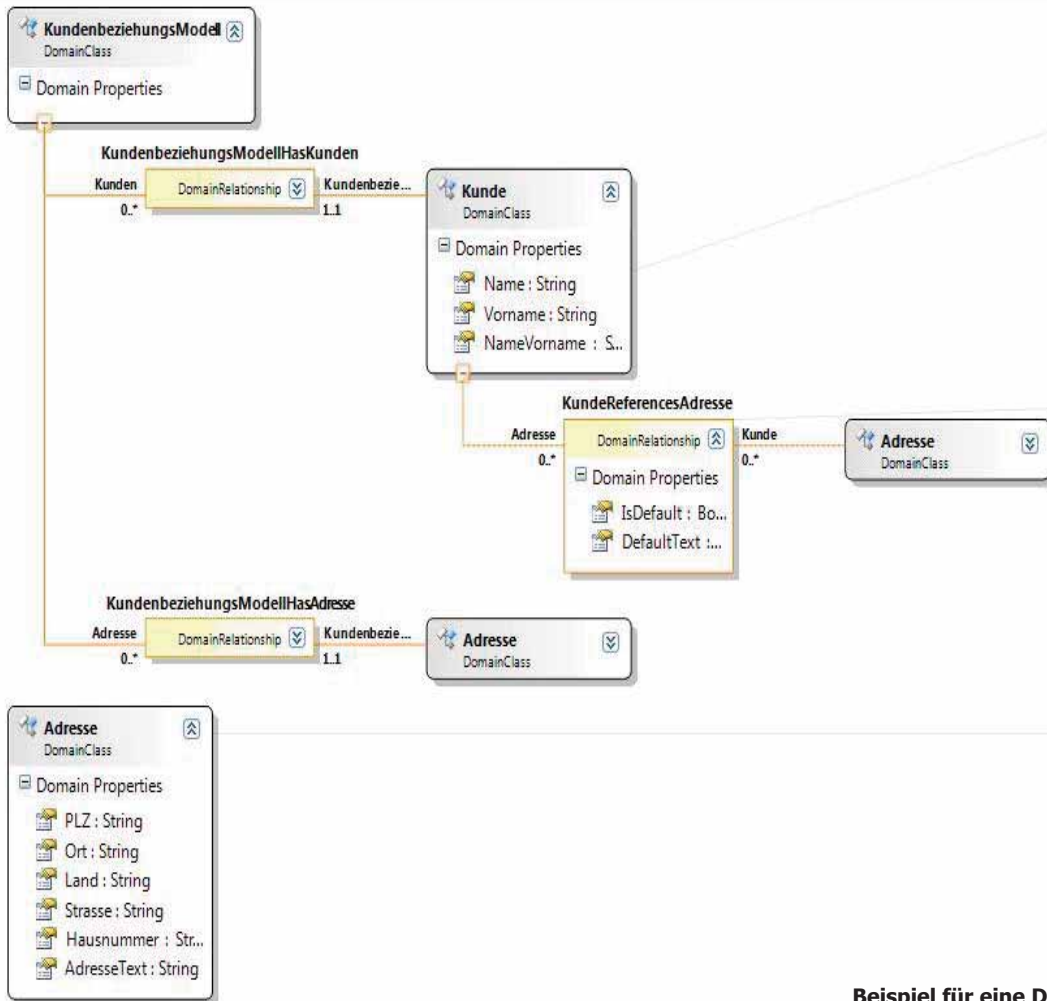 KundenbeziehungsModell
DomainClass
Domain Properties
KundenbeziehungsModellHasKunden
Kunden
0..*
DomainRelationship
Kundenbezie...
1..1
Kunde
DomainClass
Domain Properties
Name : String
Vorname : String
NameVorname : S...
KundeReferencesAdresse
Adresse
0..*
DomainRelationship
Kunde
0..*
Domain Properties
IsDefault : Bo...
DefaultText :...
Adresse
DomainClass
KundenbeziehungsModellHasAdresse
Adresse
0..*
DomainRelationship
Kundenbezie...
1..1
Adresse
DomainClass
Adresse
DomainClass
Domain Properties
PLZ : String
Ort : String
Land : String
Strasse : String
Hausnummer : Str...
AdresseText : String
Beispiel für eine D